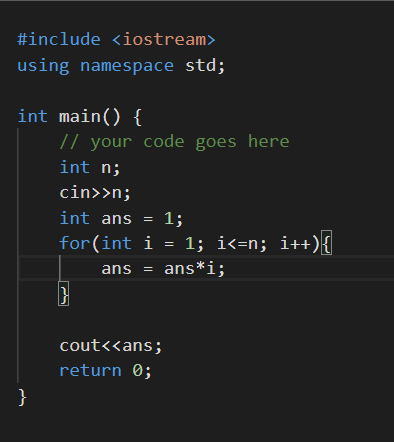 #include <iostream>
using namespace std;
int main() {
// your code goes here
int n;
cin>>n;
int ans = 1;
for(int i = 1; i<=n; i++){
ans = ans*i;
}
cout<<ans;
return 0;
}